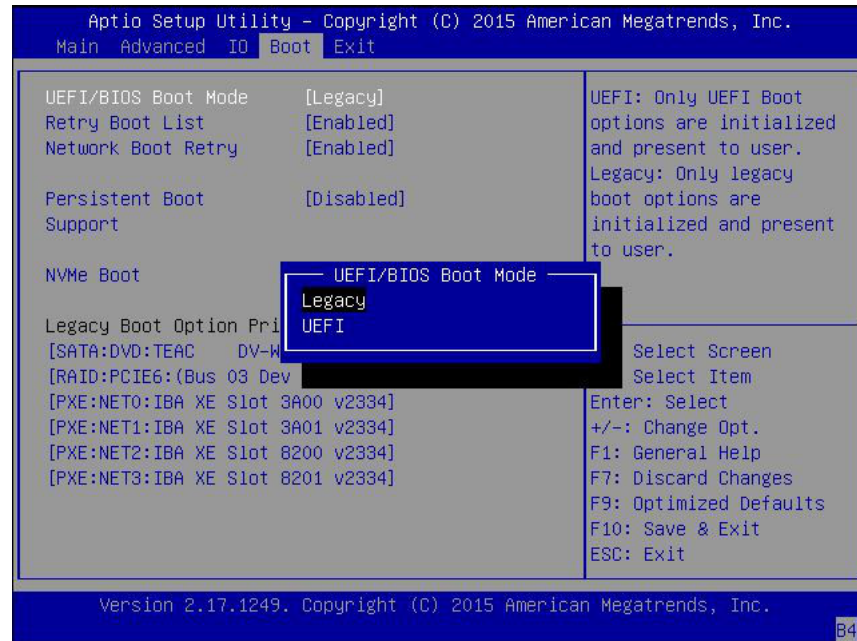 Aptio Setup Utility – Copyright (C) 2015 American Megatrends, Inc.
Main Advanced IO Boot Exit
UEFI/BIOS Boot Mode [Legacy]
Retry Boot List [Enabled]
Network Boot Retry [Enabled]
Persistent Boot [Disabled]
Support
NVMe Boot
Legacy Boot Option Pri
[SATA:DVD:TEAC DV-W
[RAID:PCIE6:(Bus 03 Dev
[PXE:NET0:IBA XE Slot 3A00 v2334]
[PXE:NET1:IBA XE Slot 3A01 v2334]
[PXE:NET2:IBA XE Slot 8200 v2334]
[PXE:NET3:IBA XE Slot 8201 v2334]
UEFI/BIOS Boot Mode
Legacy
UEFI
UEFI: Only UEFI Boot
options are initialized
and present to user.
Legacy: Only legacy
boot options are
initialized and present
to user.
Select Screen
Select Item
Enter: Select
+/-: Change Opt.
F1: General Help
F7: Discard Changes
F9: Optimized Defaults
F10: Save & Exit
ESC: Exit
Version 2.17.1249. Copyright (C) 2015 American Megatrends, Inc.
B4